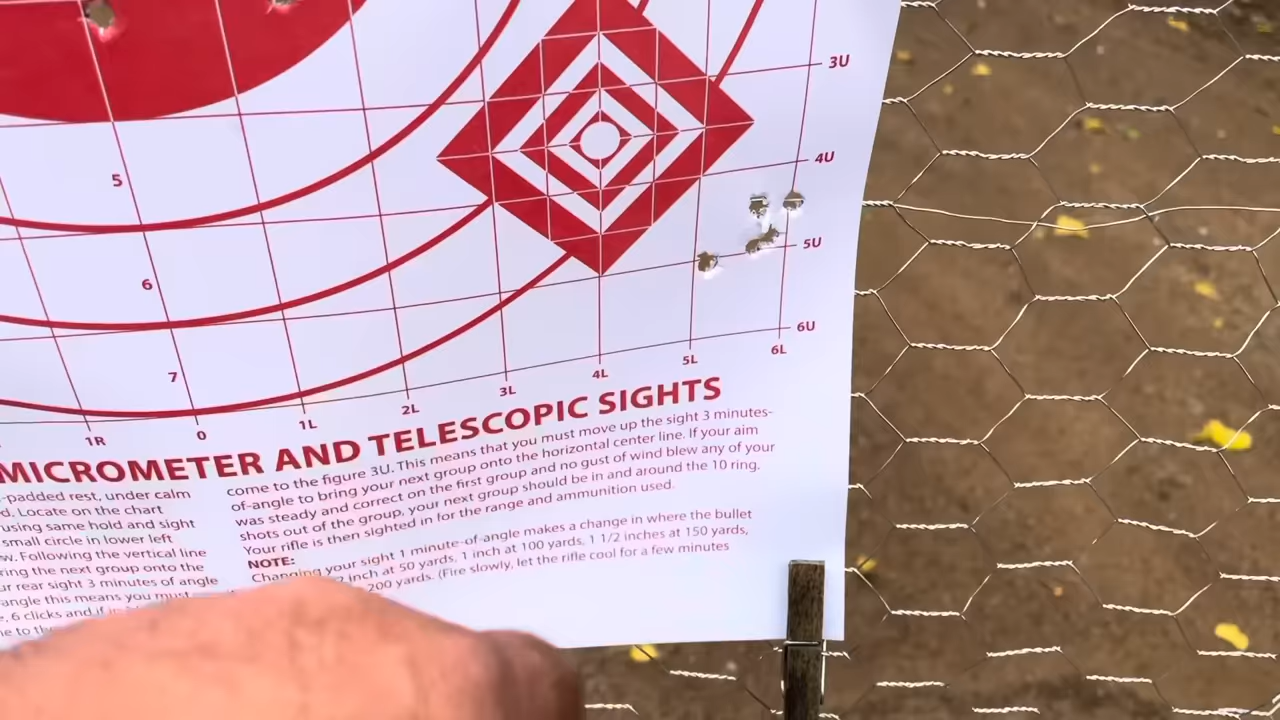 3U
4U
5
5U
6
6U
7
6L
5L
4L
3L
2L
1L
0
1R
MICROMETER AND TELESCOPIC SIGHTS
-padded rest, under calm
d. Locate on the chart
using same hold and sight
small circle in lower left
w. Following the vertical line
ring the next group onto the
ur rear sight 3 minutes of angle
angle this means you must
, 6 clicks and if
come to the figure 3U. This means that you must move up the sight 3 minutes-
of-angle to bring your next group onto the horizontal center line. If your aim
was steady and correct on the first group and no gust of wind blew any of your
shots out of the group, your next group should be in and around the 10 ring.
Your rifle is then sighted in for the range and ammunition used.
NOTE:
Changing your sight 1 minute-of-angle makes a change in where the bullet
inch at 50 yards, 1 inch at 100 yards, 1 1/2 inches at 150 yards,
200 yards. (Fire slowly, let the rifle cool for a few minutes